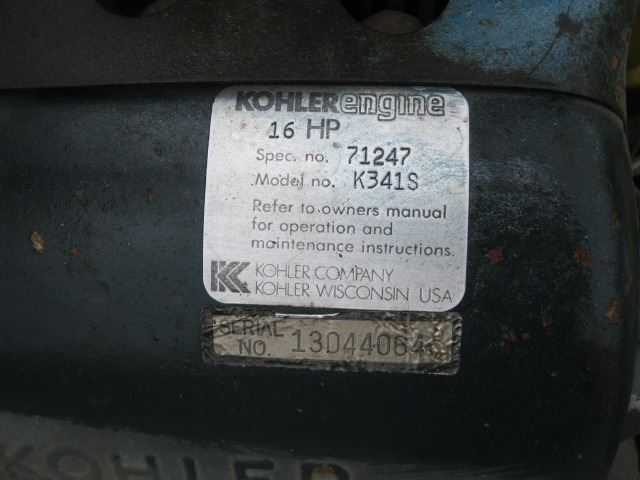 KOHLER engine
16 HP
Spec. no. 71247
Model no. K341S
Refer to owners manual
for operation and
maintenance instructions.
KOHLER COMPANY
KOHLER WISCONSIN USA
SERIAL
NO.
KOHLER